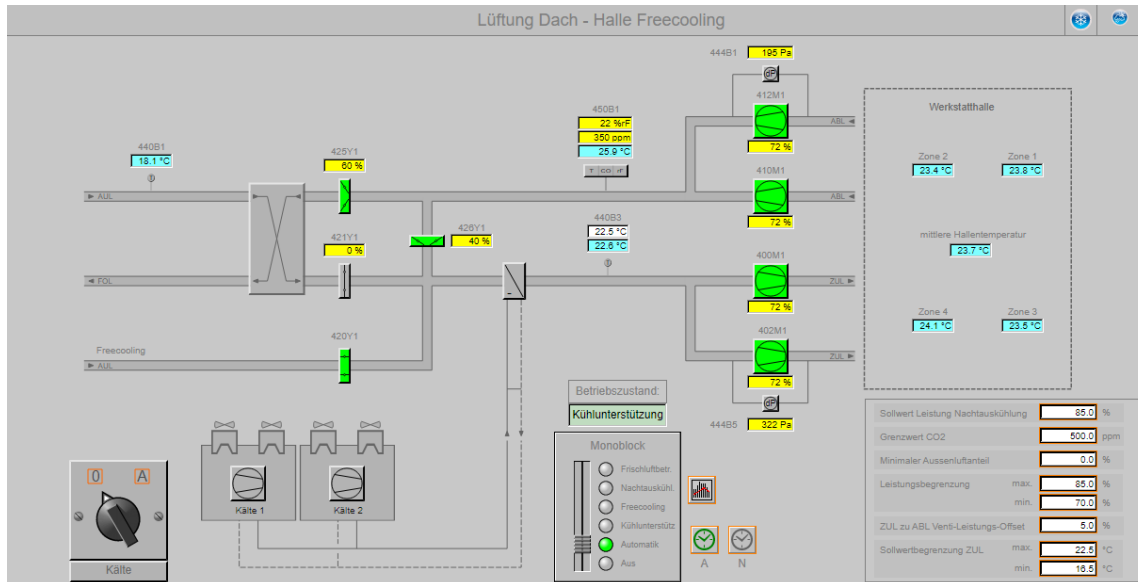 Lüftung Dach - Halle Freecooling
444B1
195 Pa
dP
412M1
72 %
ABL
450B1
22 %rF
350 ppm
25.9 °C
T CO rF
440B1
18.1 °C
425Y1
60 %
AUL
410M1
72 %
ABL
421Y1
0 %
426Y1
40 %
440B3
22.5 °C
22.6 °C
400M1
72 %
ZUL
FOL
402M1
72 %
ZUL
Freecooling
AUL
420Y1
dP
444B5
322 Pa
Werkstatthalle
Zone 2
23.4 °C
Zone 1
23.8 °C
mittlere Hallentemperatur
23.7 °C
Zone 4
24.1 °C
Zone 3
23.5 °C
Betriebszustand:
Kühlunterstützung
Monoblock
Frischluftbetr.
Nachtauskühl.
Freecooling
Kühlunterstütz
Automatik
Aus
A
N
0
A
Kälte
Kälte 1
Kälte 2
Sollwert Leistung Nachtauskühlung 85.0 %
Grenzwert CO2 500.0 ppm
Minimaler Aussenluftanteil 0.0 %
Leistungsbegrenzung max. 85.0 %
min. 70.0 %
ZUL zu ABL Venti-Leistungs-Offset 5.0 %
Sollwertbegrenzung ZUL max. 22.5 °C
min. 16.5 °C